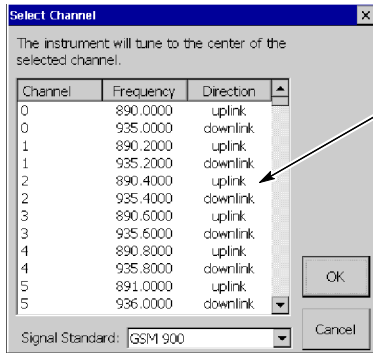 Select Channel
The instrument will tune to the center of the
selected channel.
Channel Frequency Direction
0 890.0000 uplink
0 935.0000 downlink
1 890.2000 uplink
1 935.2000 downlink
2 890.4000 uplink
2 935.4000 downlink
3 890.6000 uplink
3 935.6000 downlink
4 890.8000 uplink
4 935.8000 downlink
5 891.0000 uplink
5 936.0000 downlink
OK
Signal Standard: GSM 900
Cancel